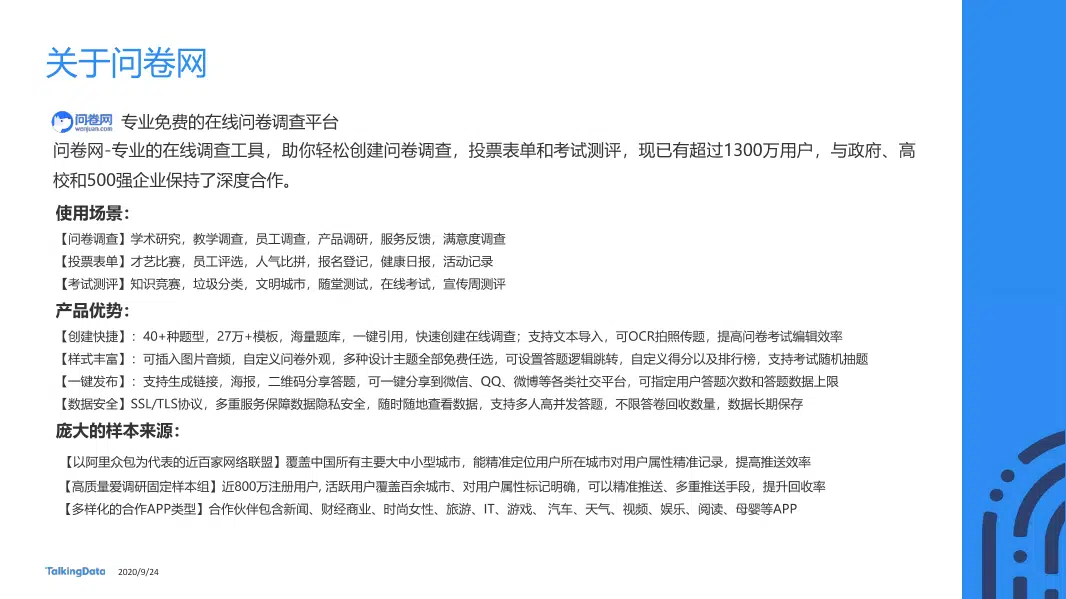 关于问卷网
问卷网
wenjuan.com
专业免费的在线问卷调查平台
问卷网-专业的在线调查工具，助你轻松创建问卷调查，投票表单和考试测评，现已有超过1300万用户，与政府、高
校和500强企业保持了深度合作。
使用场景：
【问卷调查】学术研究，教学调查，员工调查，产品调研，服务反馈，满意度调查
【投票表单】才艺比赛，员工评选，人气比拼，报名登记，健康日报，活动记录
【考试测评】知识竞赛，垃圾分类，文明城市，随堂测试，在线考试，宣传周测评
产品优势：
【创建快捷】：40+种题型，27万+模板，海量题库，一键引用，快速创建在线调查；支持文本导入，可OCR拍照传题，提高问卷考试编辑效率
【样式丰富】：可插入图片音频，自定义问卷外观，多种设计主题全部免费任选，可设置答题逻辑跳转，自定义得分以及排行榜，支持考试随机抽题
【一键发布】：支持生成链接，海报，二维码分享答题，可一键分享到微信、QQ、微博等各类社交平台，可指定用户答题次数和答题数据上限
【数据安全】SSL/TLS协议，多重服务保障数据隐私安全，随时随地查看数据，支持多人高并发答题，不限答卷回收数量，数据长期保存
庞大的样本来源：
【以阿里众包为代表的近百家网络联盟】覆盖中国所有主要大中小型城市，能精准定位用户所在城市对用户属性精准记录，提高推送效率
【高质量爱调研固定样本组】近800万注册用户, 活跃用户覆盖百余城市、对用户属性标记明确，可以精准推送、多重推送手段，提升回收率
【多样化的合作APP类型】合作伙伴包含新闻、财经商业、时尚女性、旅游、IT、游戏、 汽车、天气、视频、娱乐、阅读、母婴等APP
TalkingData 2020/9/24